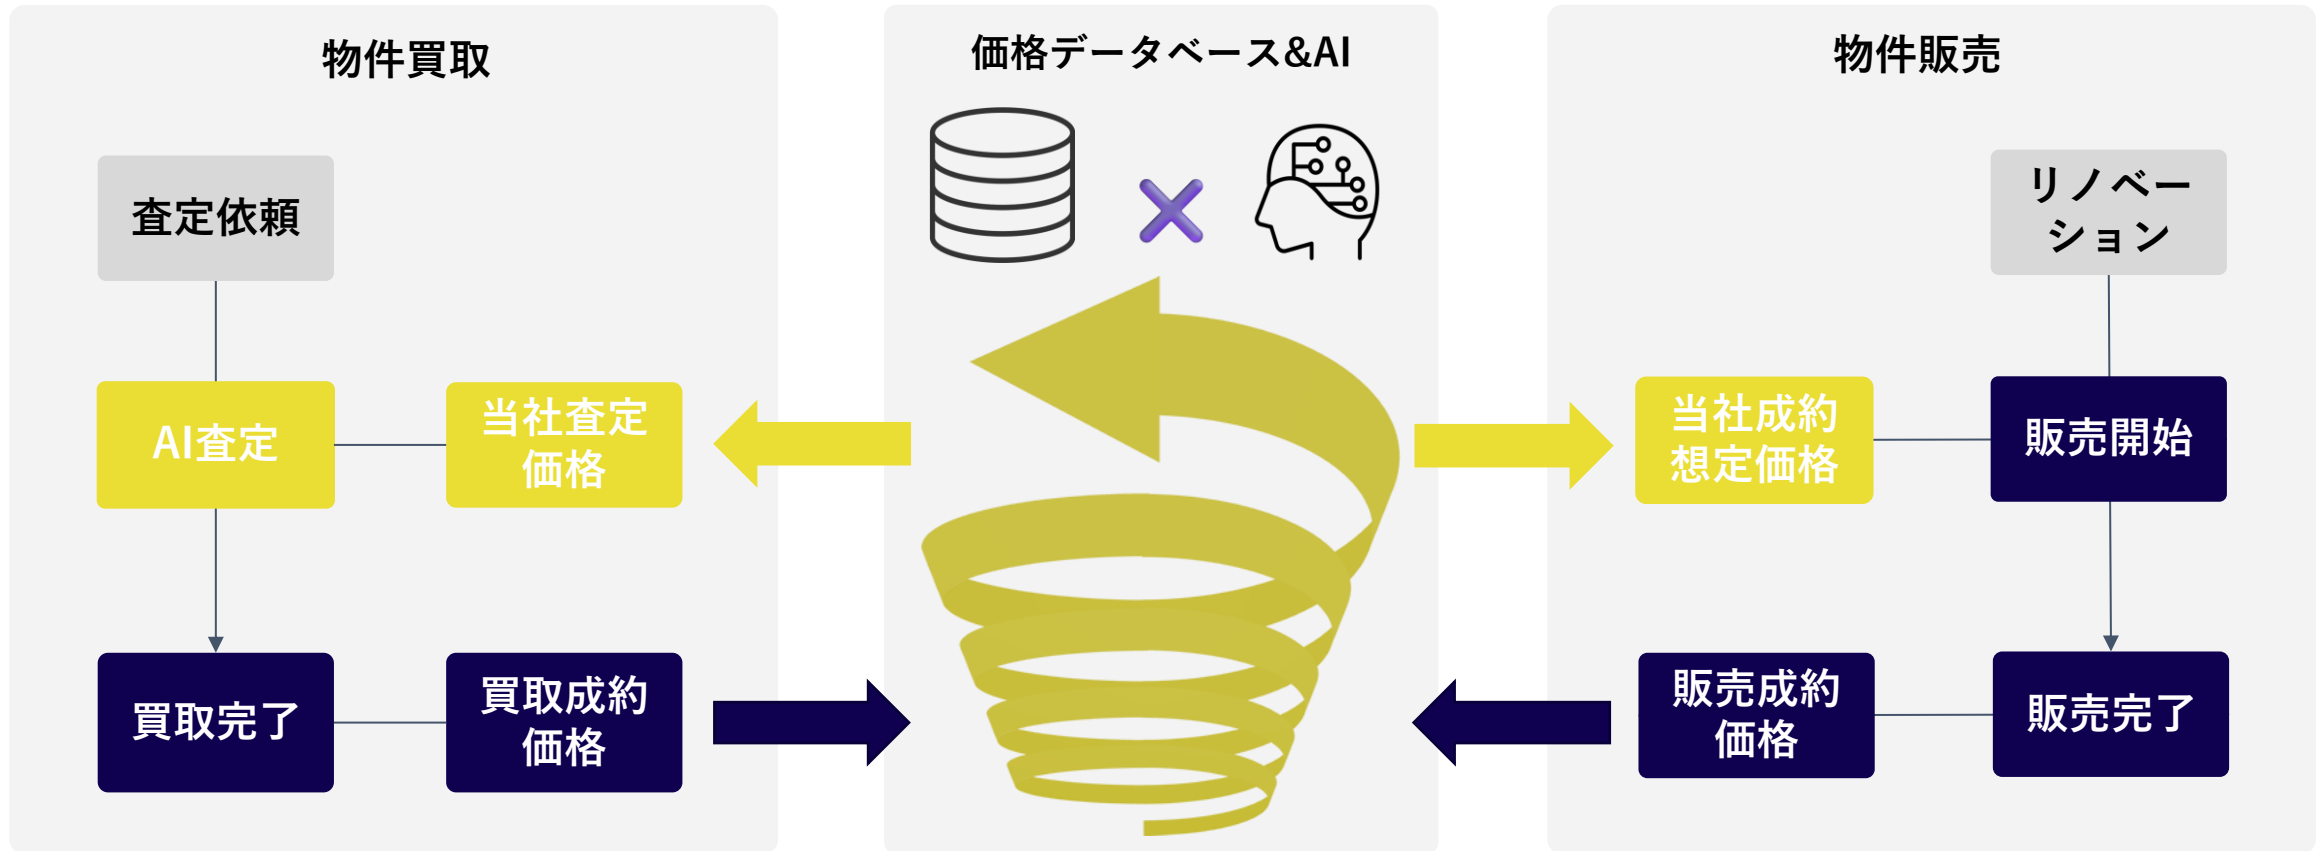 物件買取
査定依頼
AI査定
当社査定
価格
買取完了
買取成約
価格
価格データベース&AI
物件販売
リノベー
ション
当社成約
想定価格
販売開始
販売成約
価格
販売完了